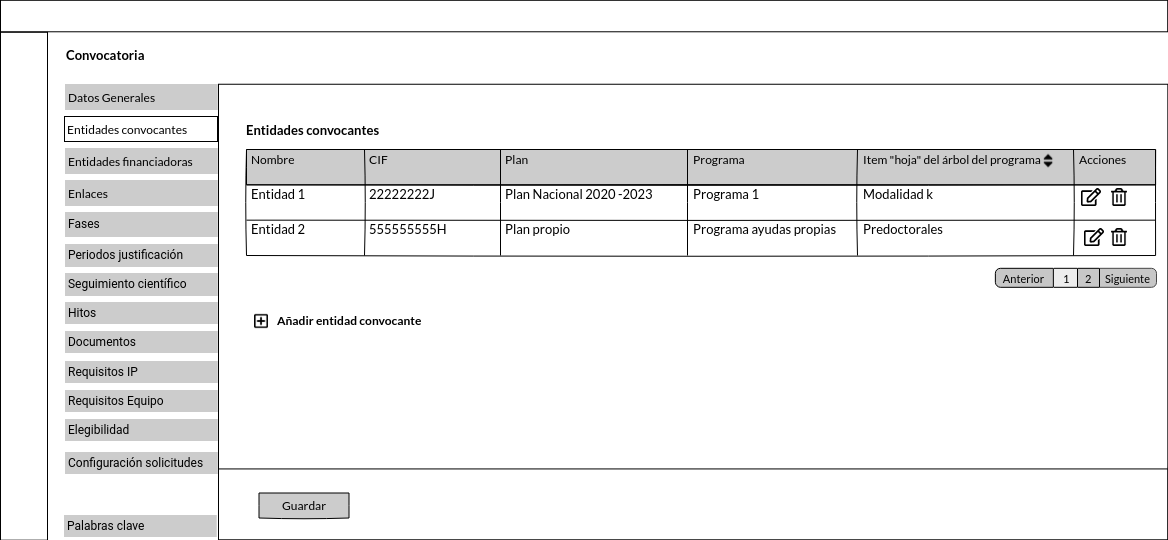 Convocatoria
Datos Generales
Entidades convocantes
Entidades financiadoras
Enlaces
Fases
Periodos justificación
Seguimiento científico
Hitos
Documentos
Requisitos IP
Requisitos Equipo
Elegibilidad
Configuración solicitudes
Palabras clave
Entidades convocantes
Nombre CIF Plan Programa Item "hoja" del árbol del programa Acciones
Entidad 1 22222222J Plan Nacional 2020 -2023 Programa 1 Modalidad k
Entidad 2 555555555H Plan propio Programa ayudas propias Predoctorales
Anterior 1 2 Siguiente
Añadir entidad convocante
Guardar